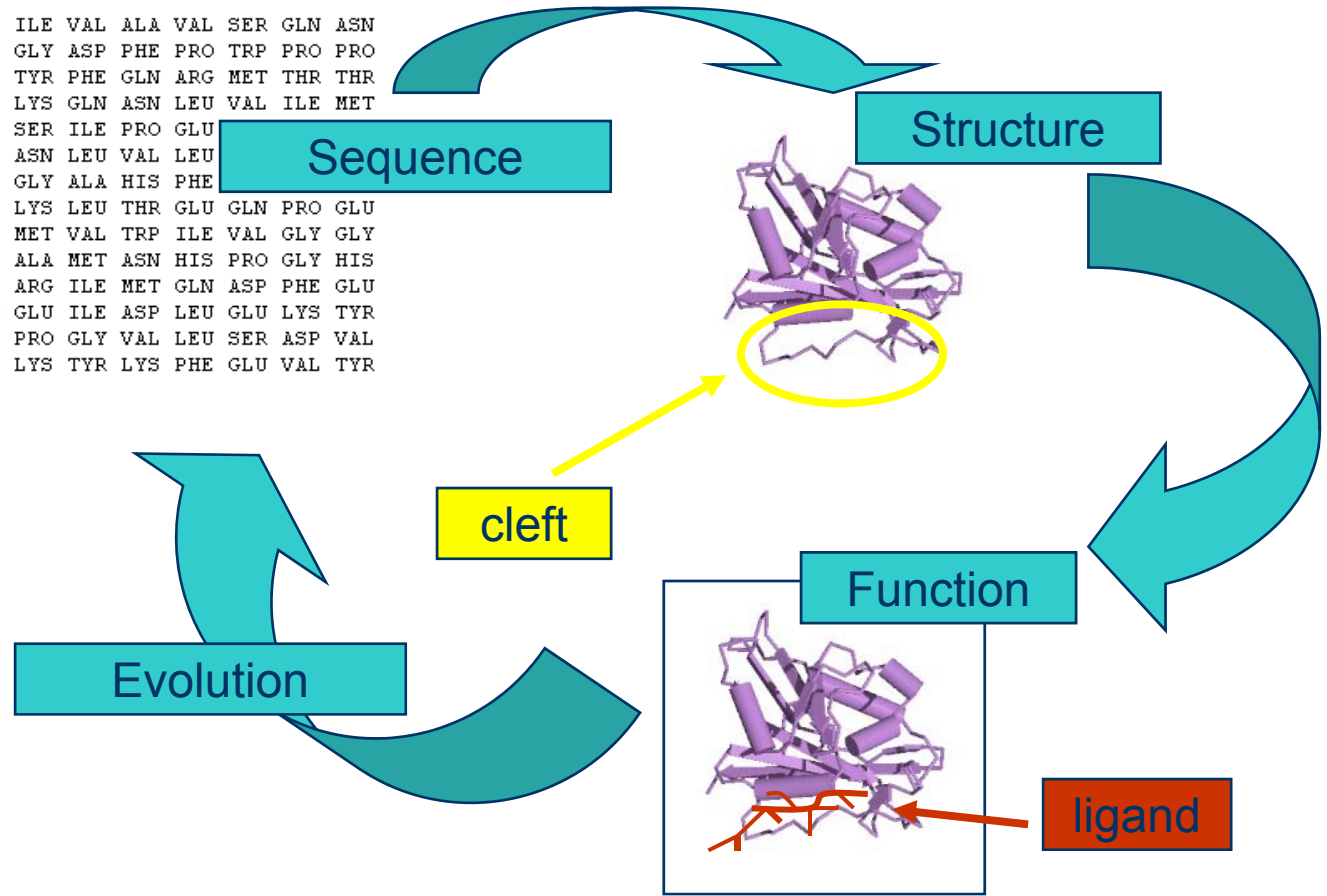 ILE VAL ALA VAL SER GLN ASN
GLY ASP PHE PRO TRP PRO PRO
TYR PHE GLN ARG MET THR THR
LYS GLN ASN LEU VAL ILE MET
SER ILE PRO GLU
ASN LEU VAL LEU
GLY ALA HIS PHE
LYS LEU THR GLU GLN PRO GLU
MET VAL TRP ILE VAL GLY GLY
ALA MET ASN HIS PRO GLY HIS
ARG ILE MET GLN ASP PHE GLU
GLU ILE ASP LEU GLU LYS TYR
PRO GLY VAL LEU SER ASP VAL
LYS TYR LYS PHE GLU VAL TYR
Sequence
Structure
cleft
Function
Evolution
ligand